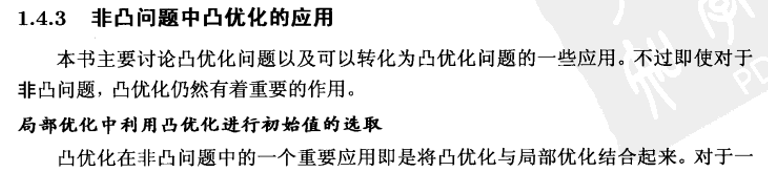 1.4.3 非凸问题中凸优化的应用
本书主要讨论凸优化问题以及可以转化为凸优化问题的一些应用。不过即使对于
非凸问题，凸优化仍然有着重要的作用。
局部优化中利用凸优化进行初始值的选取
凸优化在非凸问题中的一个重要应用即是将凸优化与局部优化结合起来。对于一
PD